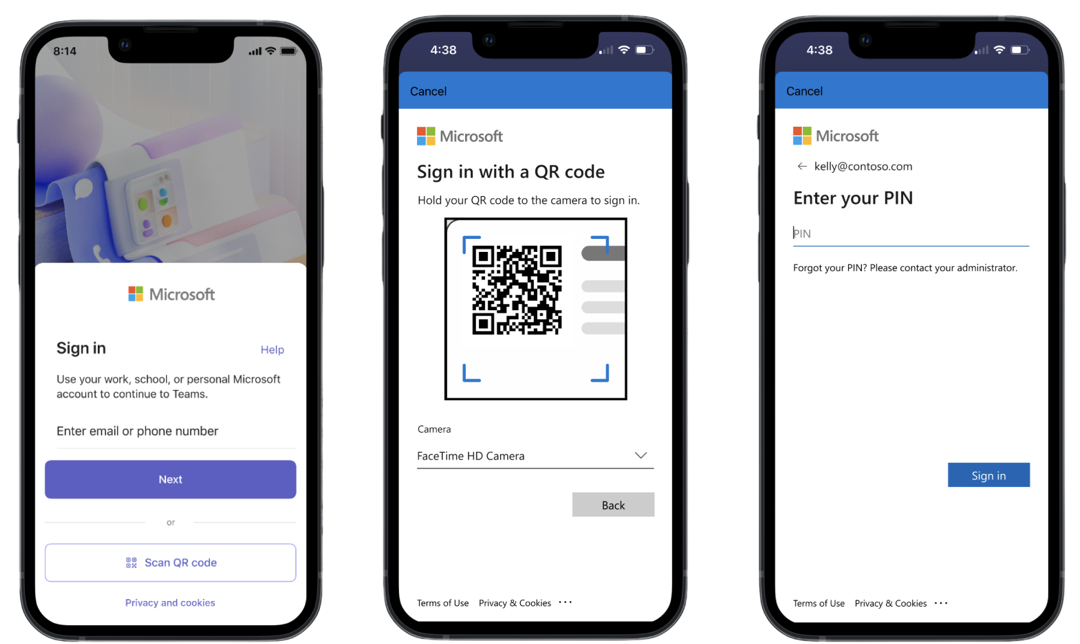 8:14
Microsoft
Sign in
Help
Use your work, school, or personal Microsoft
account to continue to Teams.
Enter email or phone number
Next
or
Scan QR code
Privacy and cookies
4:38
Cancel
Microsoft
Sign in with a QR code
Hold your QR code to the camera to sign in.
Camera
FaceTime HD Camera
Back
Terms of Use Privacy & Cookies ···
4:38
Cancel
Microsoft
← kelly@contoso.com
Enter your PIN
PIN
Forgot your PIN? Please contact your administrator.
Sign in
Terms of Use Privacy & Cookies ···